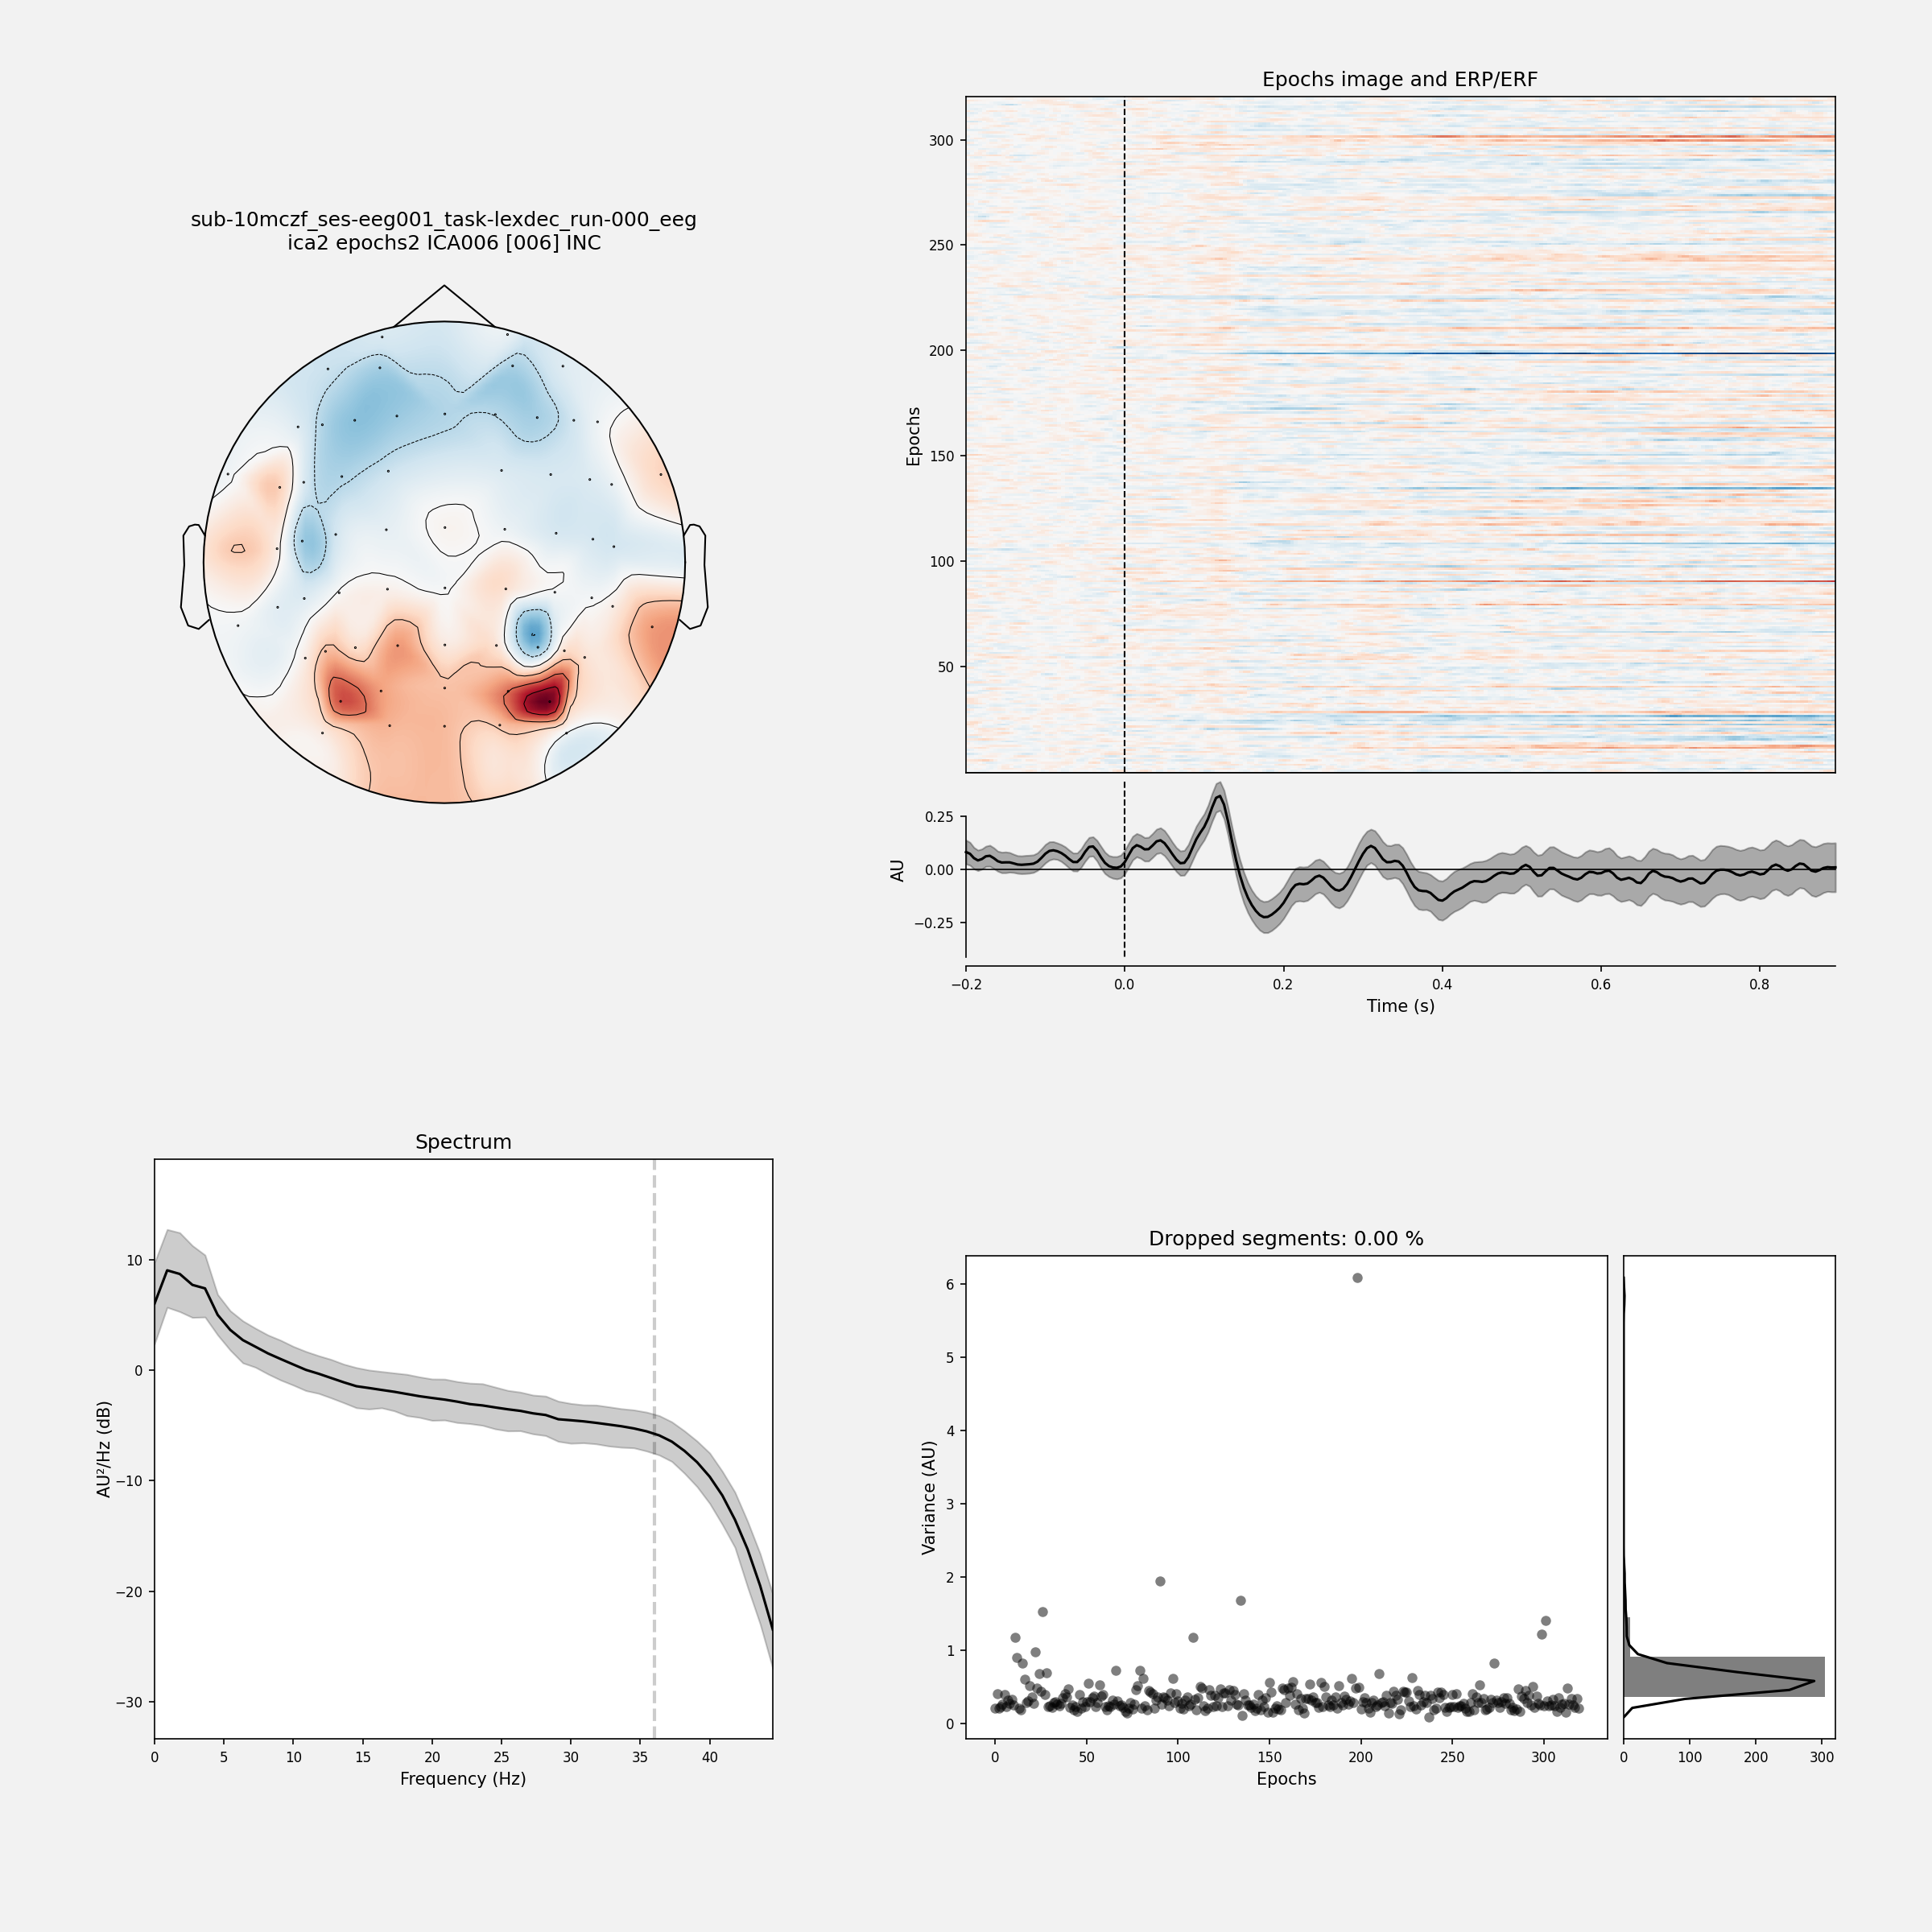 sub-10mczf_ses-eeg001_task-lexdec_run-000_eeg
ica2 epochs2 ICA006 [006] INC
Epochs image and ERP/ERF
300
250
200
150
100
50
Epochs
0.25
0.00
−0.25
AU
−0.2 0.0 0.2 0.4 0.6 0.8
Time (s)
Spectrum
10
0
−10
−20
−30
AU²/Hz (dB)
0 5 10 15 20 25 30 35 40
Frequency (Hz)
Dropped segments: 0.00 %
6
5
4
3
2
1
0
Variance (AU)
0 50 100 150 200 250 300
Epochs
0 100 200 300